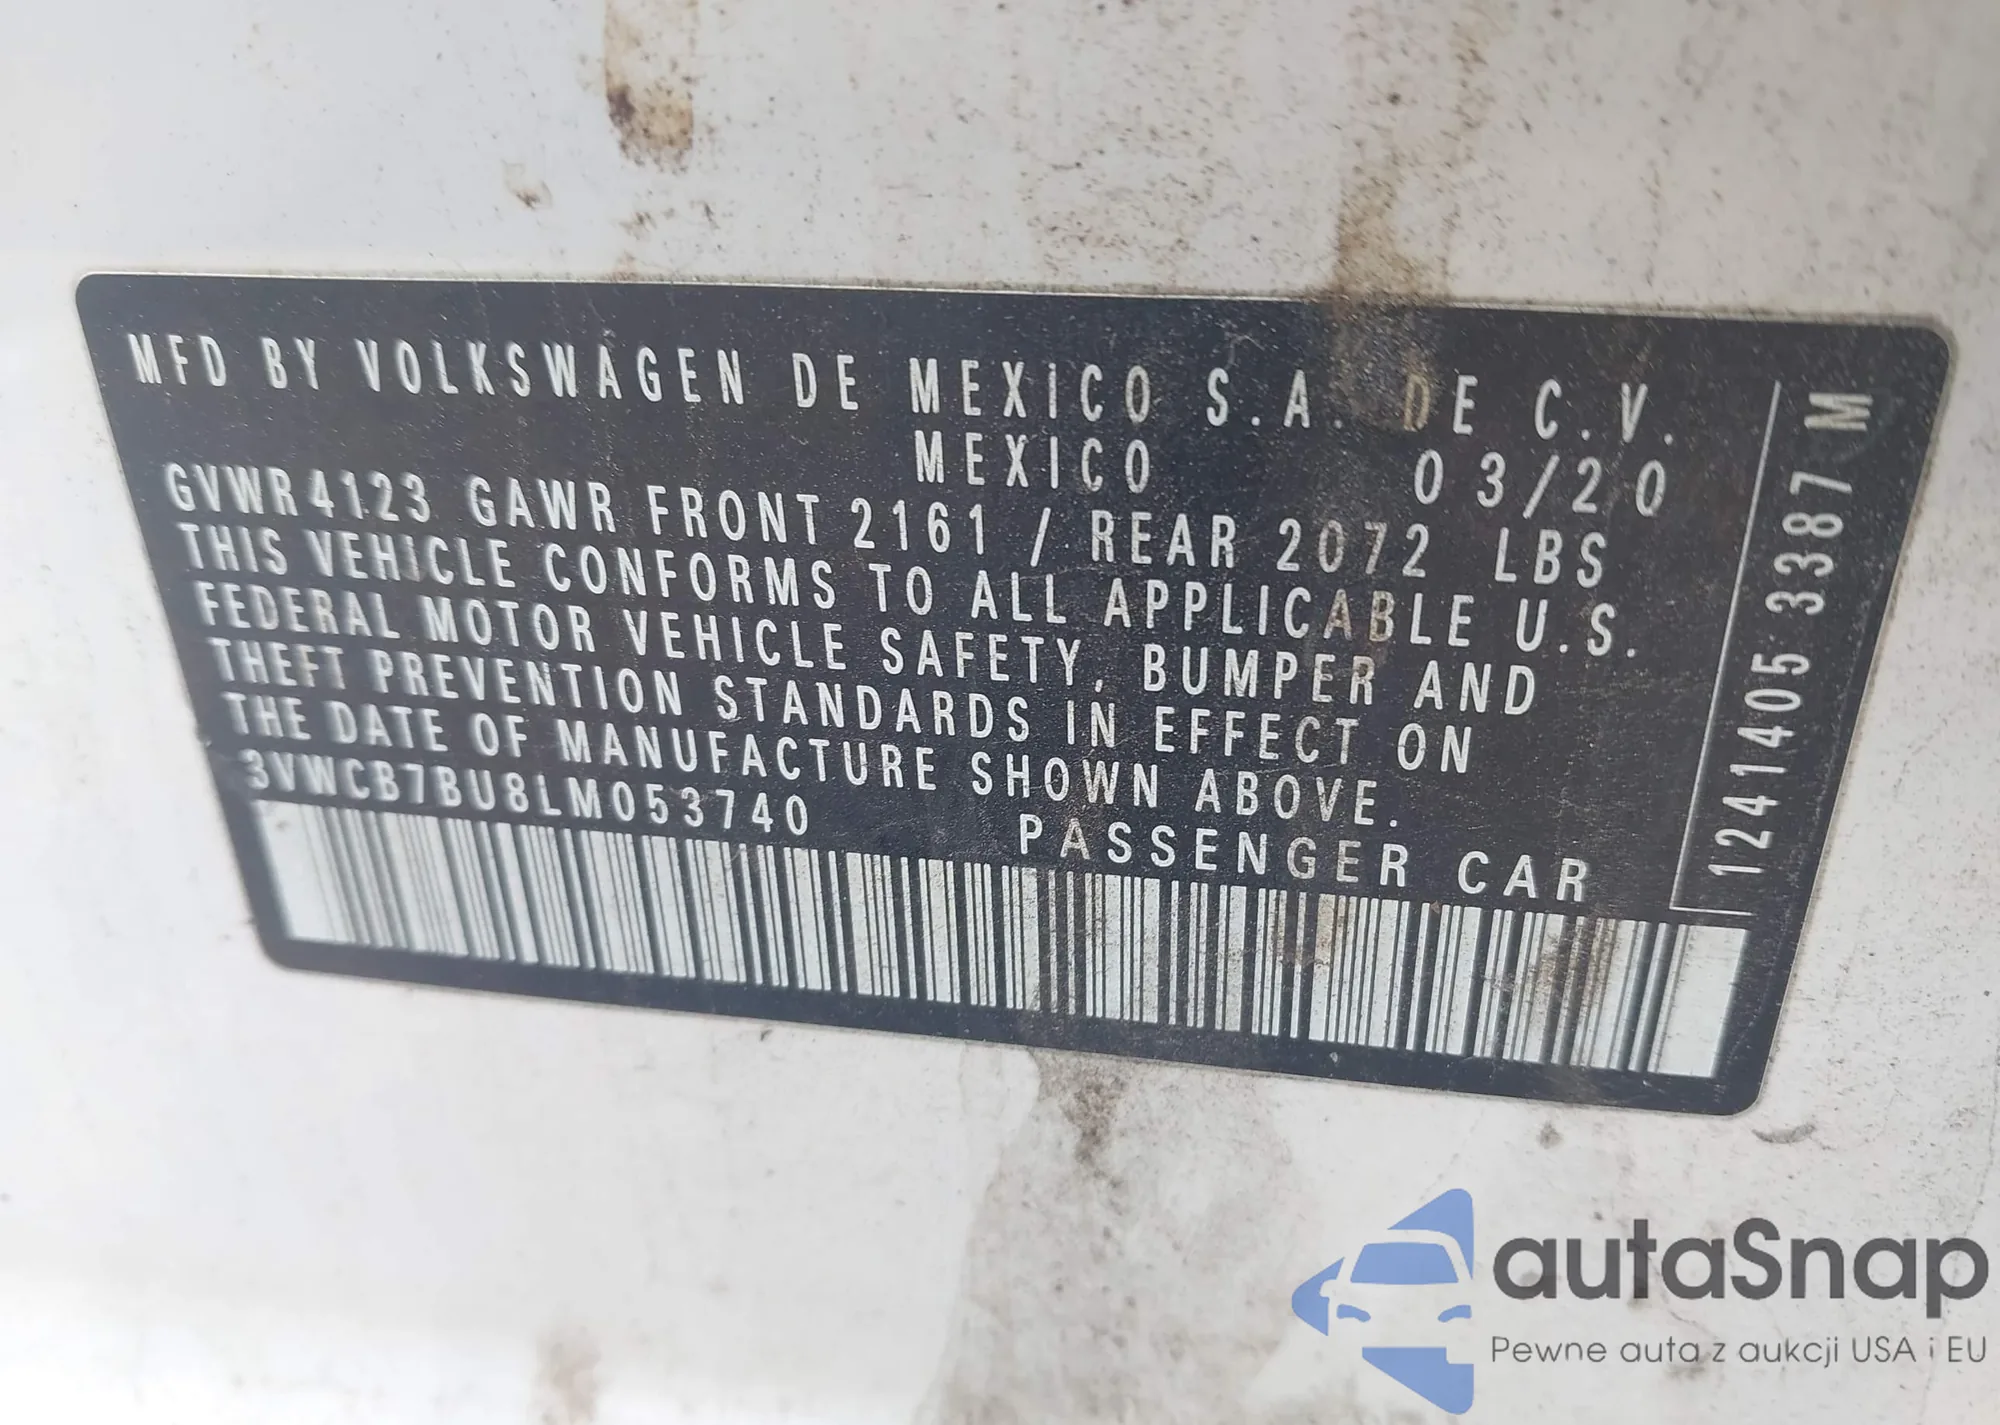 MFD BY VOLKSWAGEN DE MEXICO S.A. DE C.V.
MEXICO 03/20
GVWR 4123 GAWR FRONT 2161 / REAR 2072 LBS
THIS VEHICLE CONFORMS TO ALL APPLICABLE U.S.
FEDERAL MOTOR VEHICLE SAFETY, BUMPER AND
THEFT PREVENTION STANDARDS IN EFFECT ON
THE DATE OF MANUFACTURE SHOWN ABOVE.
3VWCB7BU8LM053740 PASSENGER CAR
1241405 3387 M
autaSnap
Pewne auta z aukcji USA i EU